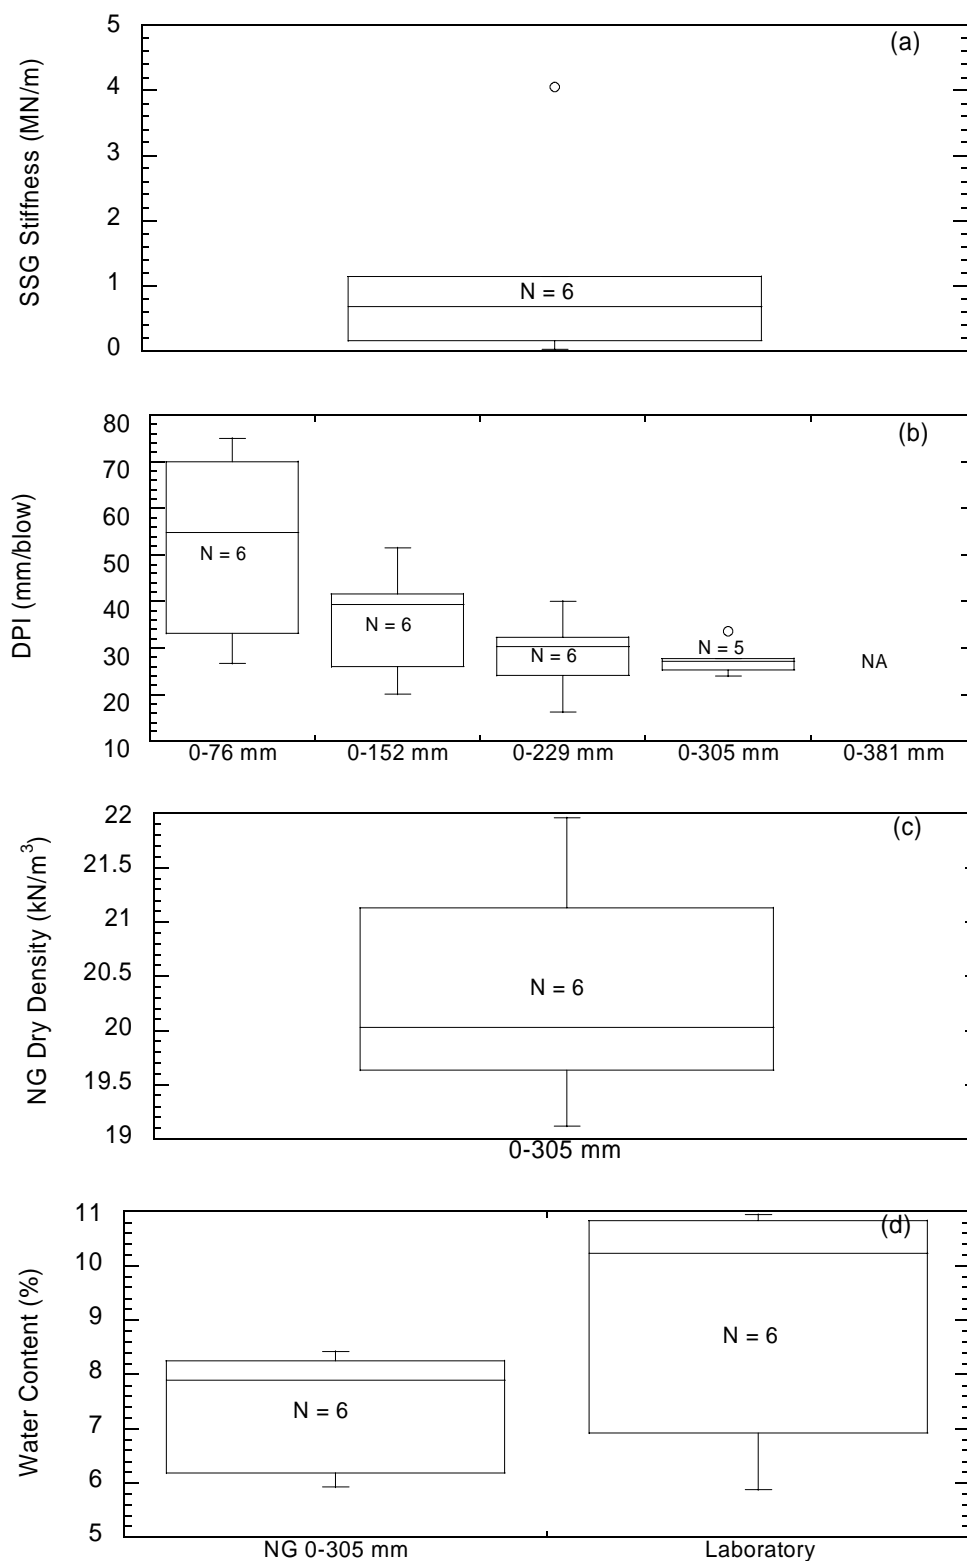 (a)
SSG Stiffness (MN/m)
5
4
3
2
1
0
N = 6
(b)
DPI (mm/blow)
80
70
60
50
40
30
20
10
N = 6
N = 6
N = 6
N = 5
NA
0-76 mm 0-152 mm 0-229 mm 0-305 mm 0-381 mm
(c)
NG Dry Density (kN/m³)
22
21.5
21
20.5
20
19.5
19
N = 6
0-305 mm
(d)
Water Content (%)
11
10
9
8
7
6
5
N = 6
N = 6
NG 0-305 mm Laboratory